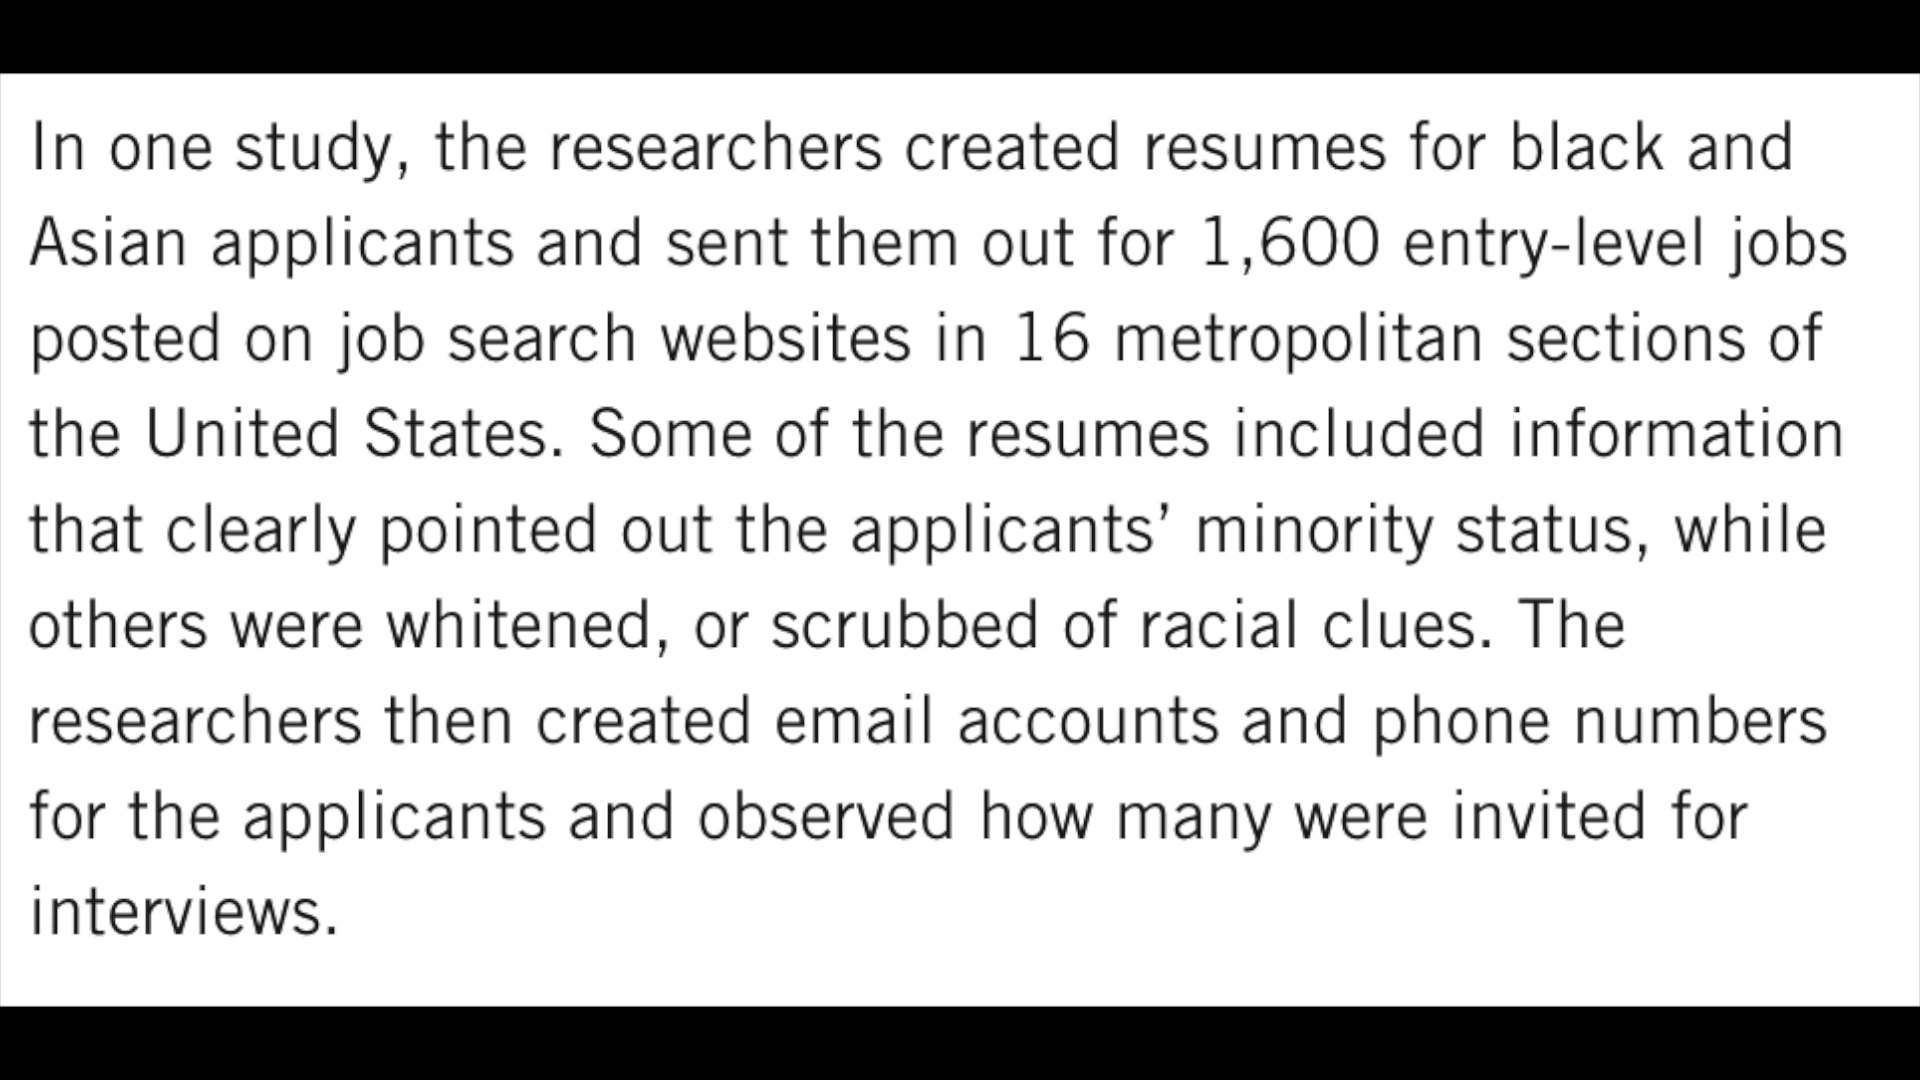 In one study, the researchers created resumes for black and
Asian applicants and sent them out for 1,600 entry-level jobs
posted on job search websites in 16 metropolitan sections of
the United States. Some of the resumes included information
that clearly pointed out the applicants’ minority status, while
others were whitened, or scrubbed of racial clues. The
researchers then created email accounts and phone numbers
for the applicants and observed how many were invited for
interviews.